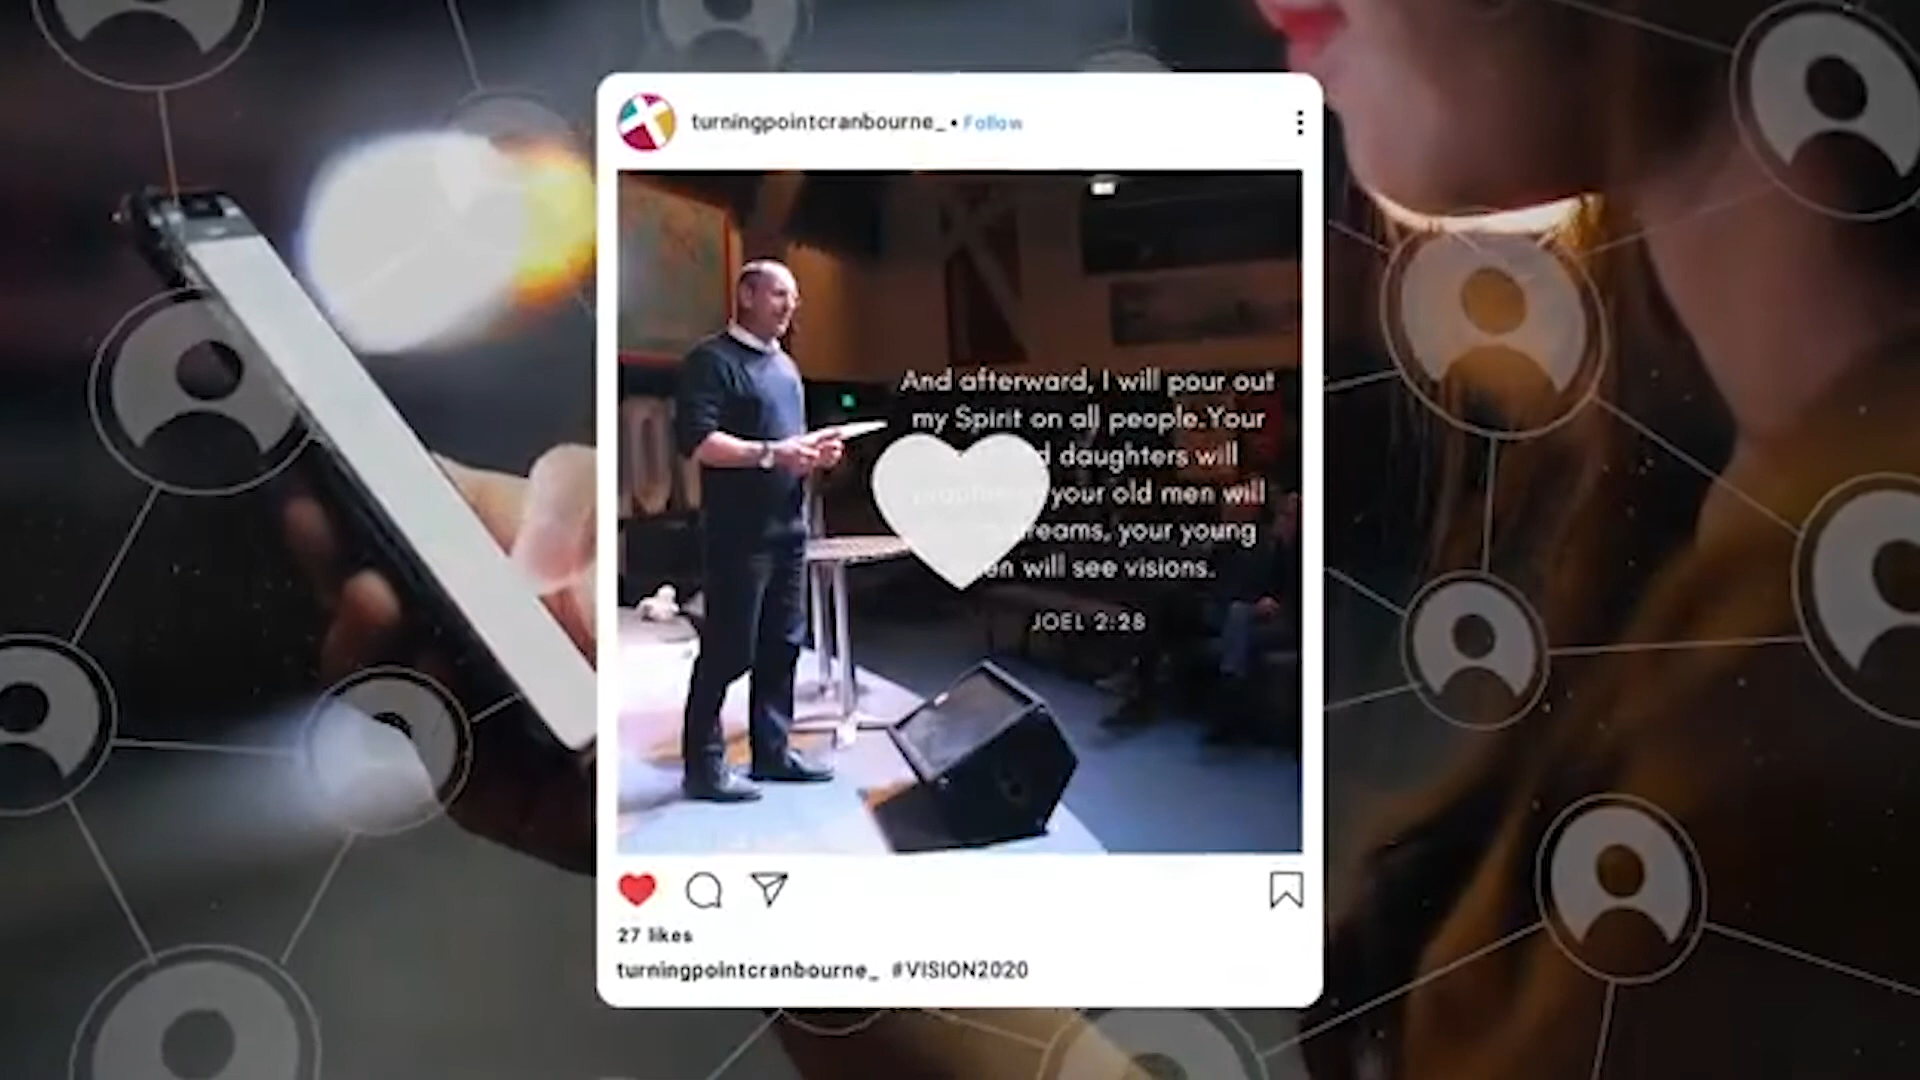 turningpointcranbourne_ • Follow
And afterward, I will pour out
my Spirit on all people.Your
daughters will
your old men will
your young
will see visions.
JOEL 2:28
27 likes
turningpointcranbourne_ #VISION2020